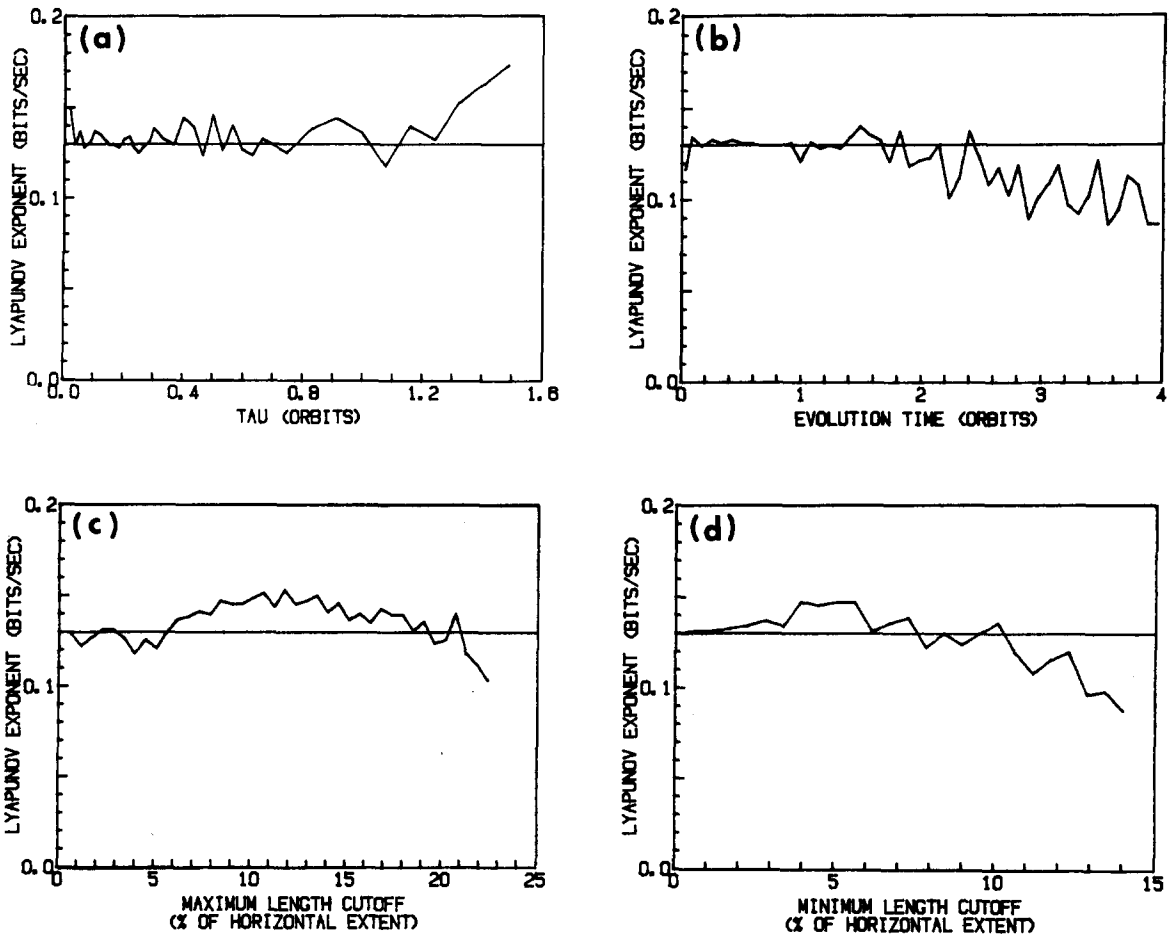 (a)
0.2
0.1
0.0
LYAPUNOV EXPONENT (BITS/SEC)
0.0 0.4 0.8 1.2 1.6
TAU (ORBITS)
(b)
0.2
0.1
0.0
LYAPUNOV EXPONENT (BITS/SEC)
0 1 2 3 4
EVOLUTION TIME (ORBITS)
(c)
0.2
0.1
0.0
LYAPUNOV EXPONENT (BITS/SEC)
0 5 10 15 20 25
MAXIMUM LENGTH CUTOFF
(% OF HORIZONTAL EXTENT)
(d)
0.2
0.1
0.0
LYAPUNOV EXPONENT (BITS/SEC)
0 5 10 15
MINIMUM LENGTH CUTOFF
(% OF HORIZONTAL EXTENT)